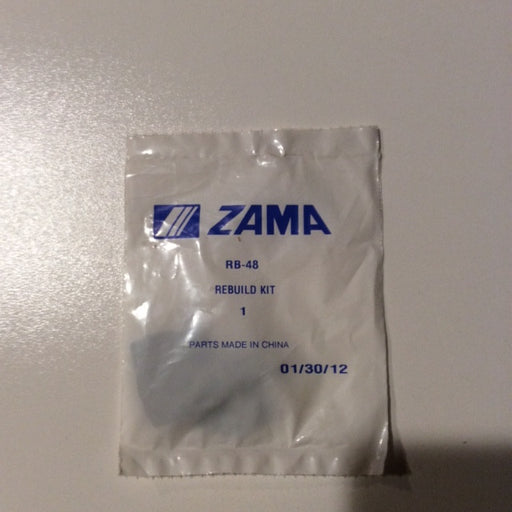 ZAMA
RB-48
REBUILD KIT
1
PARTS MADE IN CHINA
01/30/12